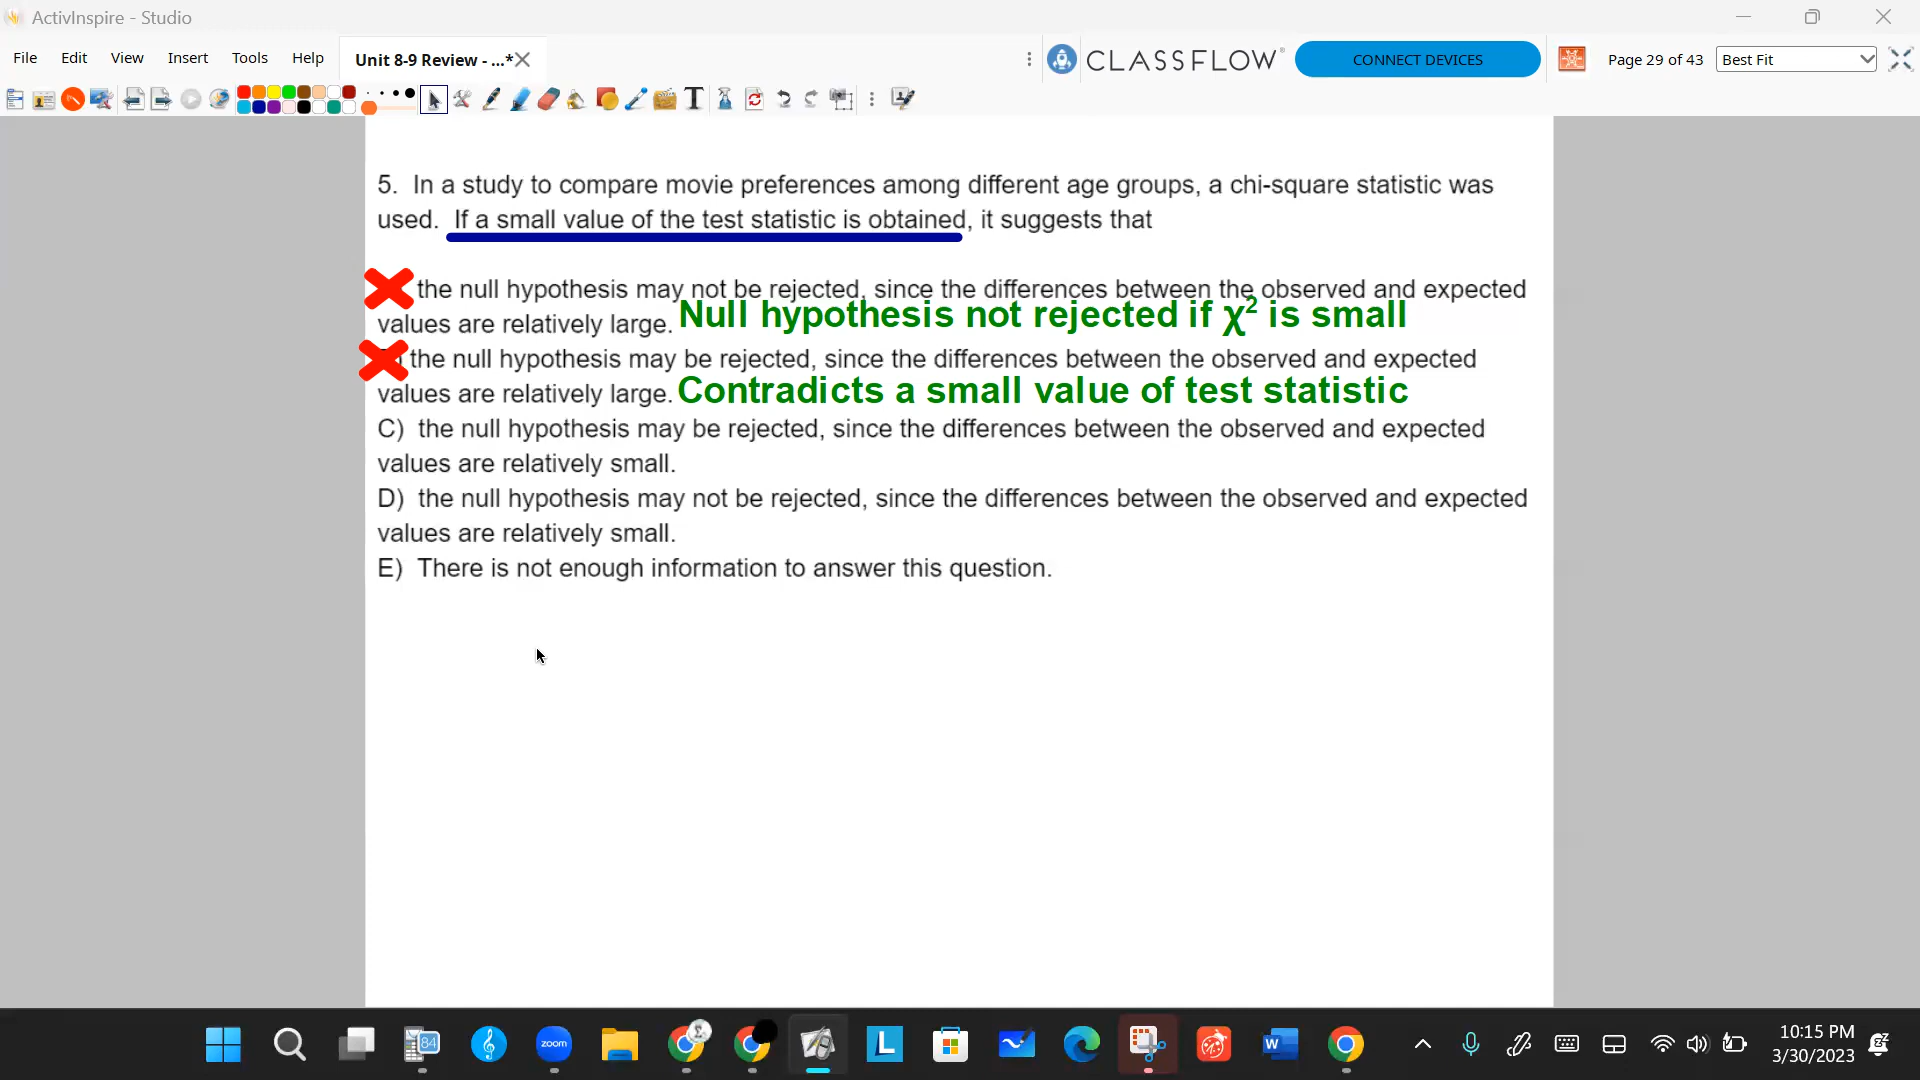 ActivInspire - Studio
File Edit View Insert Tools Help Unit 8-9 Review - ...* CLASSFLOW CONNECT DEVICES Page 29 of 43 Best Fit
5. In a study to compare movie preferences among different age groups, a chi-square statistic was
used. If a small value of the test statistic is obtained, it suggests that
the null hypothesis may not be rejected, since the differences between the observed and expected
values are relatively large. Null hypothesis not rejected if χ² is small
the null hypothesis may be rejected, since the differences between the observed and expected
values are relatively large. Contradicts a small value of test statistic
C) the null hypothesis may be rejected, since the differences between the observed and expected
values are relatively small.
D) the null hypothesis may not be rejected, since the differences between the observed and expected
values are relatively small.
E) There is not enough information to answer this question.
84 zoom L W 10:15 PM
3/30/2023